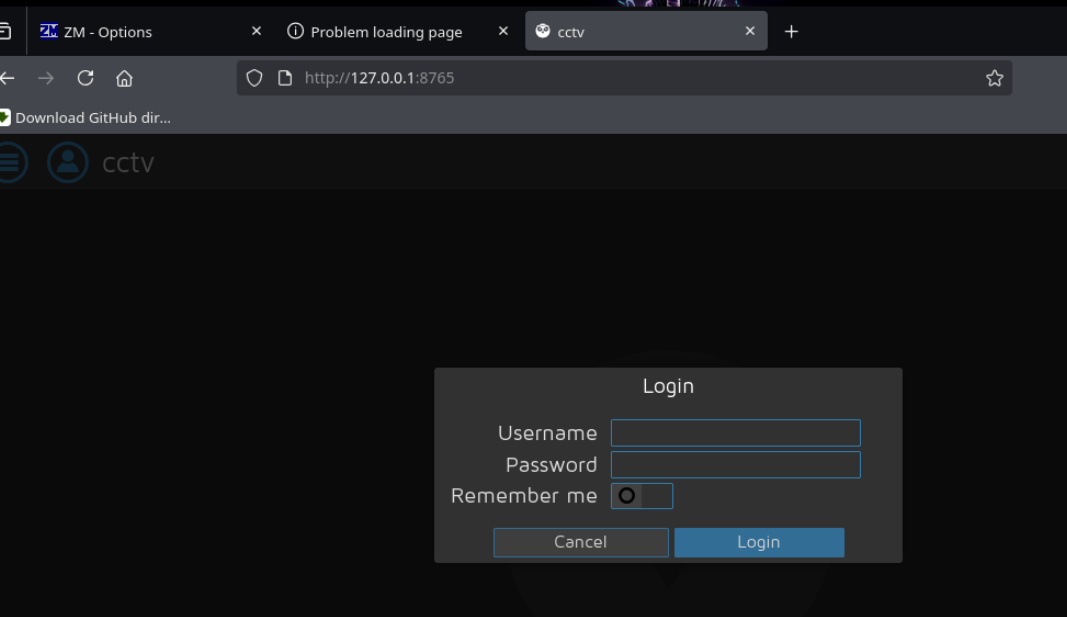 ZM ZM - Options
Problem loading page
cctv
http://127.0.0.1:8765
Download GitHub dir...
cctv
Login
Username
Password
Remember me
Cancel
Login